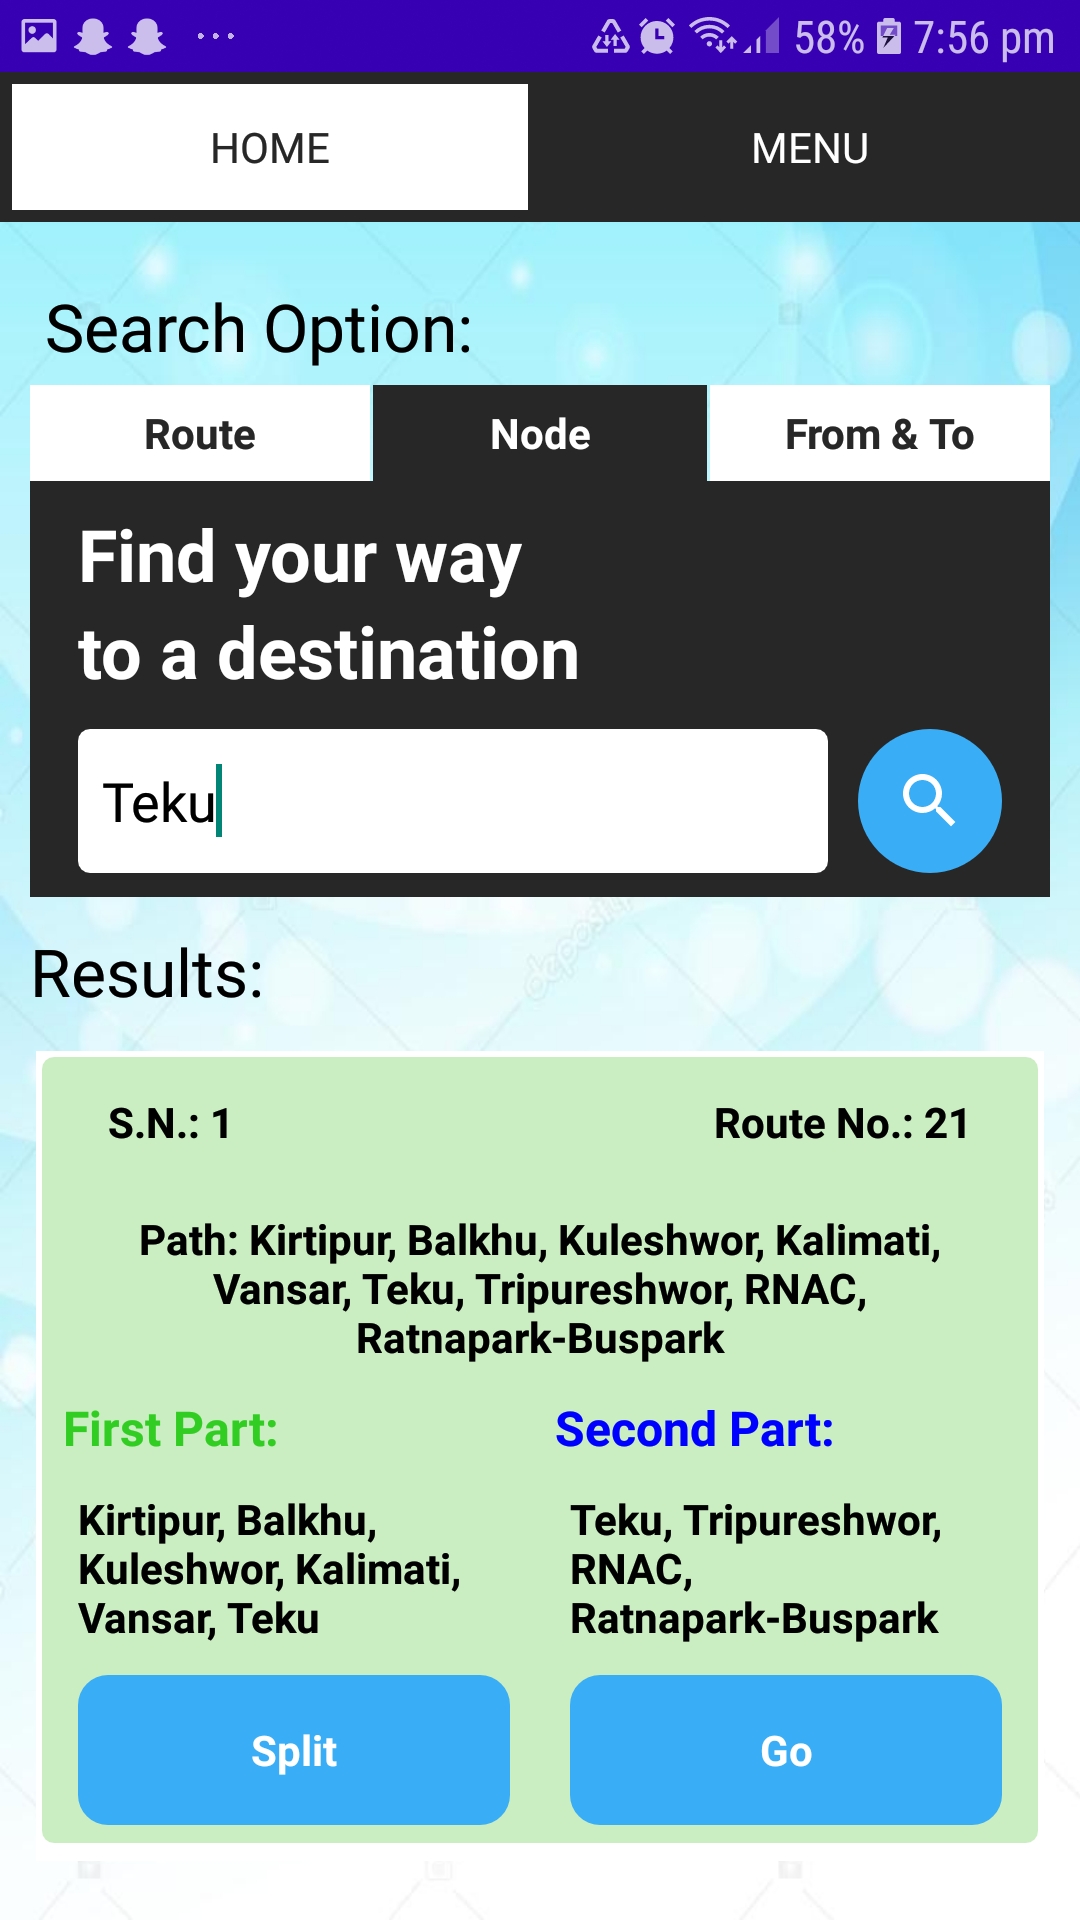 58% 7:56 pm
HOME MENU
Search Option:
Route Node From & To
Find your way
to a destination
Teku
Results:
S.N.: 1 Route No.: 21
Path: Kirtipur, Balkhu, Kuleshwor, Kalimati,
Vansar, Teku, Tripureshwor, RNAC,
Ratnapark-Buspark
First Part:
Kirtipur, Balkhu,
Kuleshwor, Kalimati,
Vansar, Teku
Split
Second Part:
Teku, Tripureshwor,
RNAC,
Ratnapark-Buspark
Go